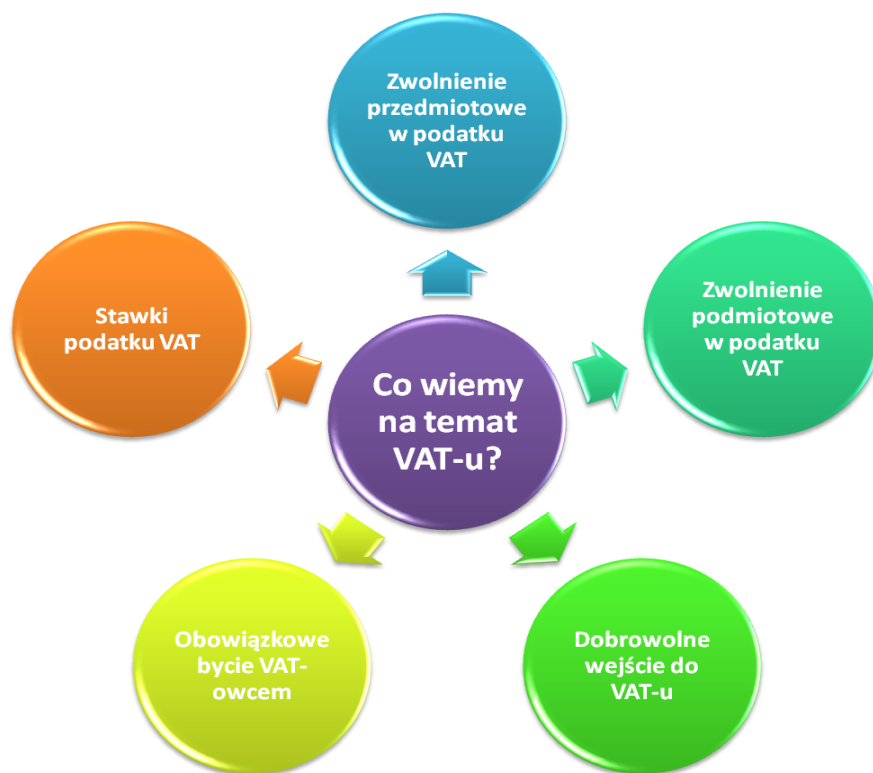 Zwolnienie
przedmiotowe
w podatku
VAT
Stawki
podatku VAT
Zwolnienie
podmiotowe
w podatku
VAT
Co wiemy
na temat
VAT-u?
Obowiązkowe
bycie VAT-
owcem
Dobrowolne
wejście do
VAT-u